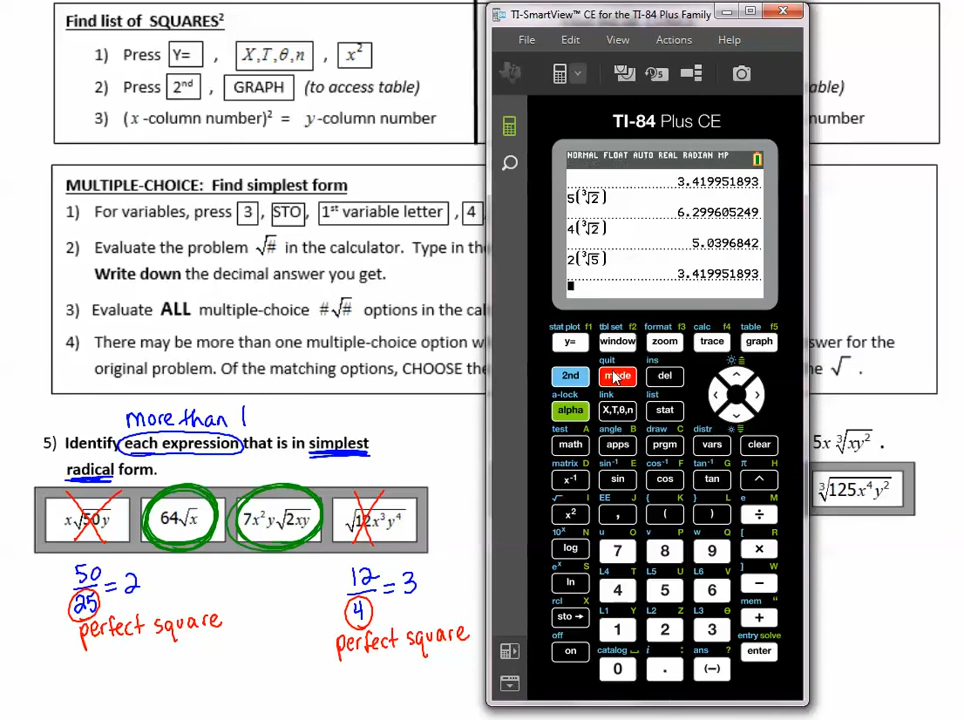 Find list of SQUARES²
1) Press Y= , X,T,θ,n , x²
2) Press 2nd , GRAPH (to access table)
3) (x -column number)² = y-column number
MULTIPLE-CHOICE: Find simplest form
1) For variables, press 3 , STO , 1st variable letter , 4
2) Evaluate the problem √# in the calculator. Type in the
Write down the decimal answer you get.
3) Evaluate ALL multiple-choice #√# options in the cal
4) There may be more than one multiple-choice option w
original problem. Of the matching options, CHOOSE the
more than 1
5) Identify each expression that is in simplest
radical form.
x√50y 64√x 7x²y√2xy √12x³y⁴
50/25 = 2
perfect square
12/4 = 3
perfect square
TI-SmartView™ CE for the TI-84 Plus Family
File Edit View Actions Help
TI-84 Plus CE
NORMAL FLOAT AUTO REAL RADIAN MP
3.419951893
5(³√2)
6.299605249
4(³√2)
5.0396842
2(³√5)
3.419951893
stat plot f1 tbl set f2 format f3 calc f4 table f5
y= window zoom trace graph
quit ins
2nd mode del
a-lock link list
alpha X,T,θ,n stat
test A angle B draw C distr
math apps prgm vars clear
matrix D sin⁻¹ E cos⁻¹ F tan⁻¹ G π H
x⁻¹ sin cos tan ^
√ I EE J { K } L e M
x² , ( ) ÷
10ˣ N u O v P w Q [ R
log 7 8 9 ×
eˣ S L4 T L5 U L6 V ] W
ln 4 5 6 −
rcl X L1 Y L2 Z L3 θ mem "
sto→ 1 2 3 +
off catalog i : ans ? entry solve
on 0 . (−) enter
ble)
number
answer for the
the √ .
5x ³√xy² .
³√125x⁴y²